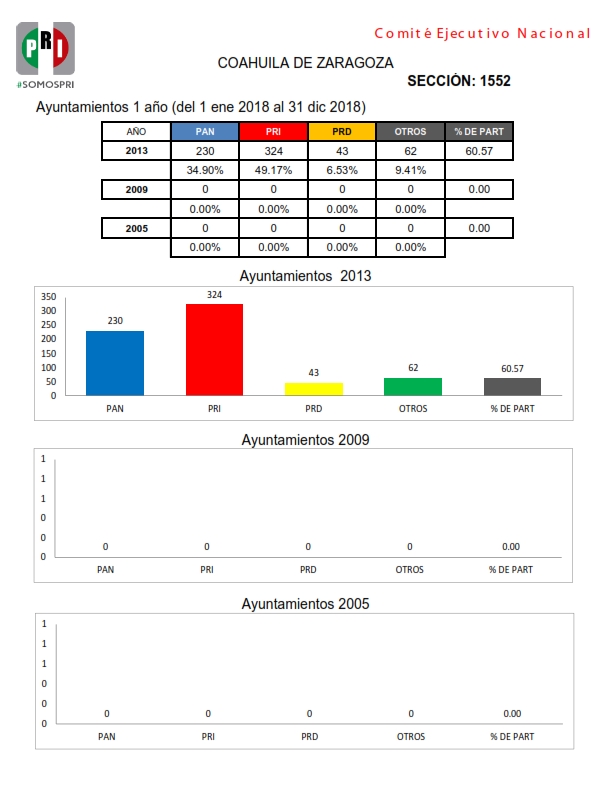 Comité Ejecutivo Nacional
PRI
#SOMOSPRI
COAHUILA DE ZARAGOZA
SECCIÓN: 1552
Ayuntamientos 1 año (del 1 ene 2018 al 31 dic 2018)
AÑO PAN PRI PRD OTROS % DE PART
2013 230 324 43 62 60.57
34.90% 49.17% 6.53% 9.41%
2009 0 0 0 0 0.00
0.00% 0.00% 0.00% 0.00%
2005 0 0 0 0 0.00
0.00% 0.00% 0.00% 0.00%
Ayuntamientos 2013
350
300
250
200
150
100
50
0
230 324 43 62 60.57
PAN PRI PRD OTROS % DE PART
Ayuntamientos 2009
1
1
1
0
0
0
0 0 0 0 0.00
PAN PRI PRD OTROS % DE PART
Ayuntamientos 2005
1
1
1
0
0
0
0 0 0 0 0.00
PAN PRI PRD OTROS % DE PART